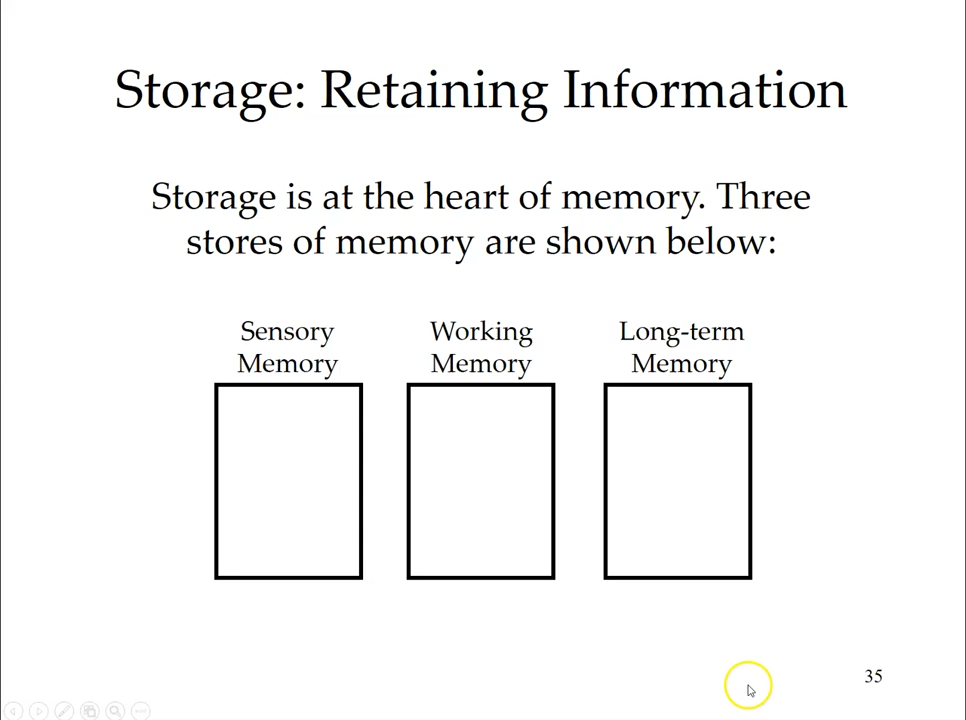 Storage: Retaining Information
Storage is at the heart of memory. Three
stores of memory are shown below:
Sensory
Memory
Working
Memory
Long-term
Memory
35